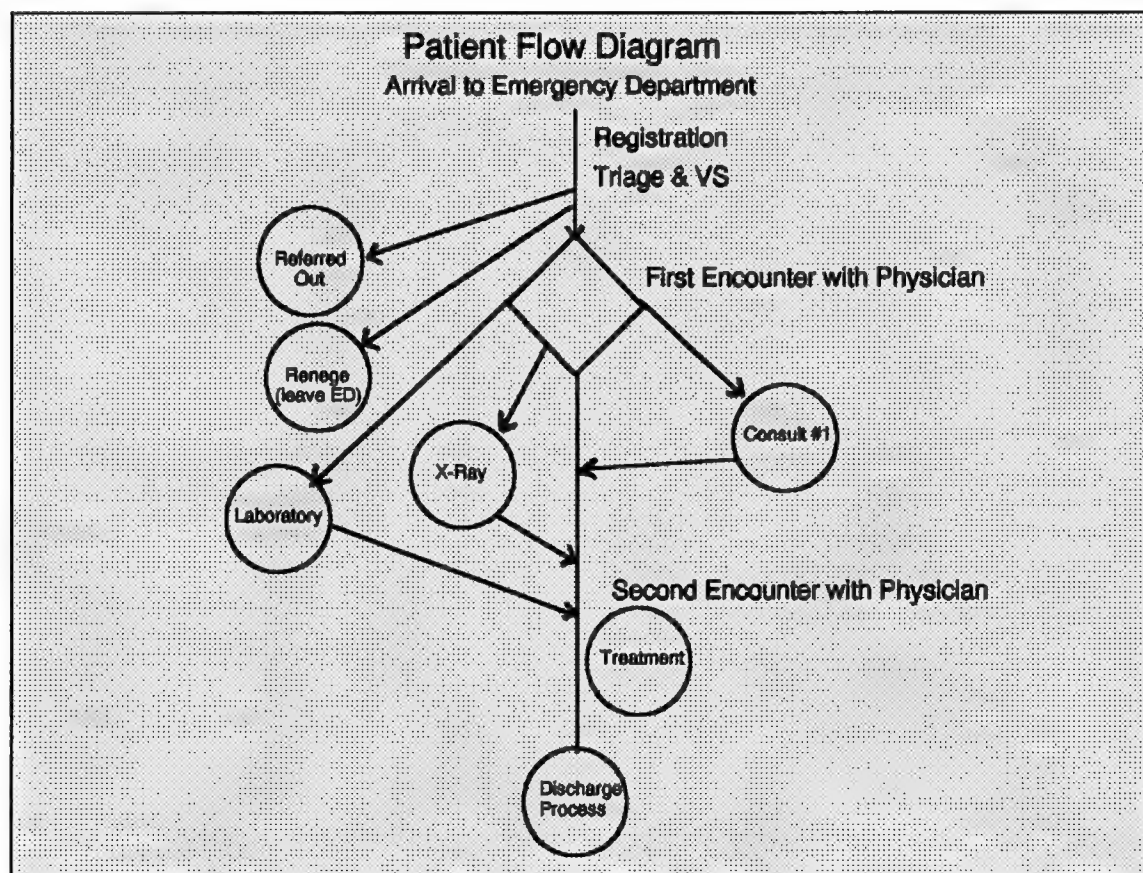 Patient Flow Diagram
Arrival to Emergency Department
Registration
Triage & VS
Referred
Out
First Encounter with Physician
Renege
(leave ED)
Consult #1
X-Ray
Laboratory
Second Encounter with Physician
Treatment
Discharge
Process